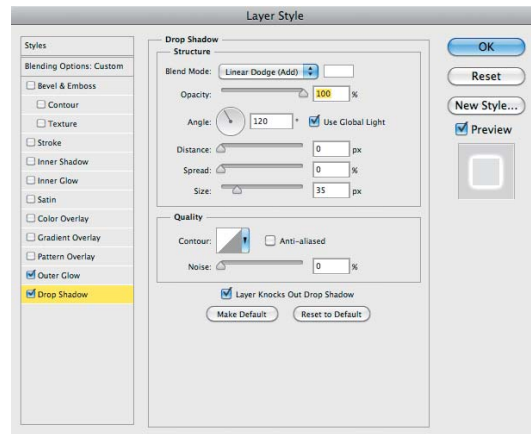 Layer Style
Styles
Blending Options: Custom
Bevel & Emboss
Contour
Texture
Stroke
Inner Shadow
Inner Glow
Satin
Color Overlay
Gradient Overlay
Pattern Overlay
Outer Glow
Drop Shadow
Drop Shadow
Structure
Blend Mode: Linear Dodge (Add)
Opacity: 100 %
Angle: 120 ° Use Global Light
Distance: 0 px
Spread: 0 %
Size: 35 px
Quality
Contour: Anti-aliased
Noise: 0 %
Layer Knocks Out Drop Shadow
Make Default Reset to Default
OK
Reset
New Style...
Preview